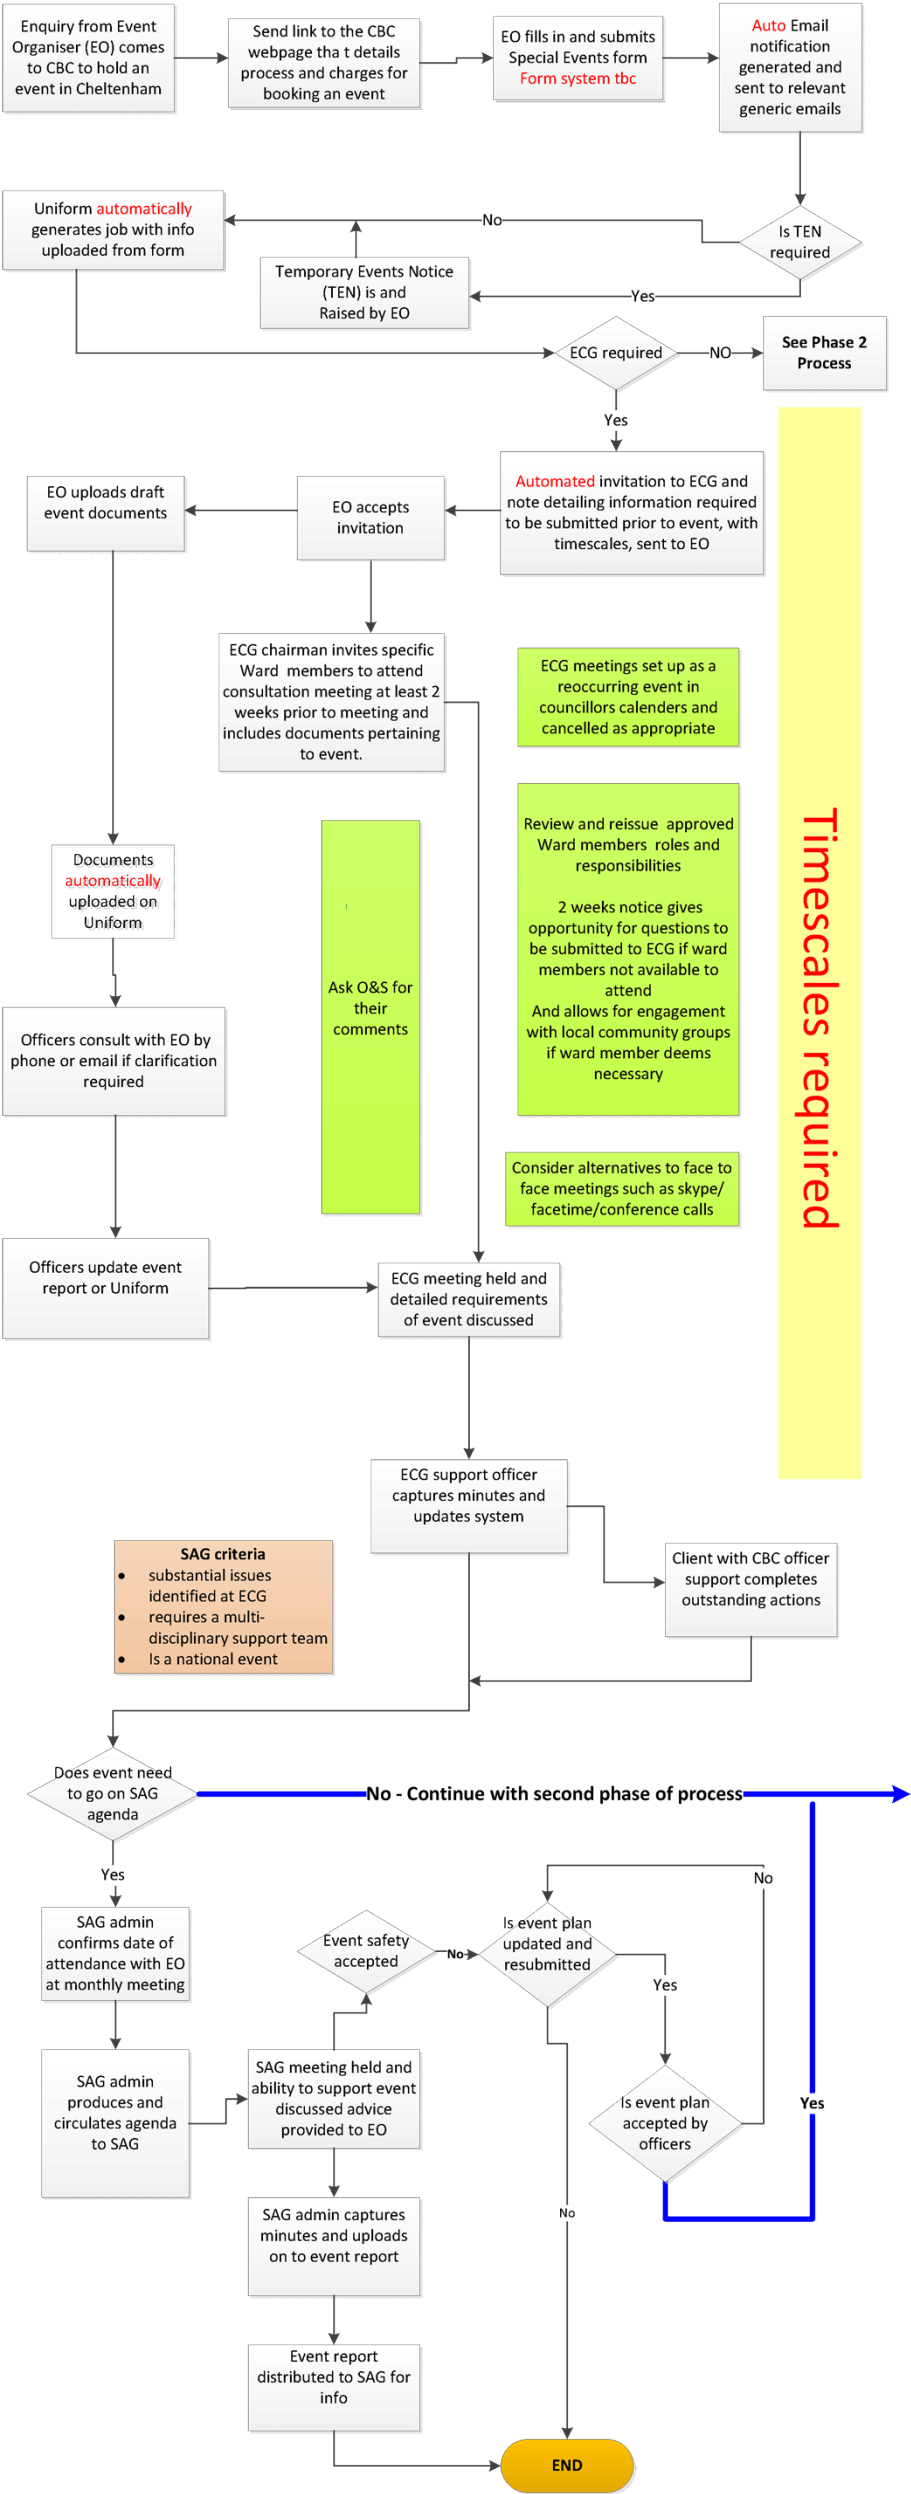 Enquiry from Event
Organiser (EO) comes
to CBC to hold an
event in Cheltenham
Send link to the CBC
webpage tha t details
process and charges for
booking an event
EO fills in and submits
Special Events form
Form system tbc
Auto Email
notification
generated and
sent to relevant
generic emails
Uniform automatically
generates job with info
uploaded from form
No
Is TEN
required
Temporary Events Notice
(TEN) is and
Raised by EO
Yes
ECG required
NO
See Phase 2
Process
Yes
EO uploads draft
event documents
EO accepts
invitation
Automated invitation to ECG and
note detailing information required
to be submitted prior to event, with
timescales, sent to EO
ECG chairman invites specific
Ward  members to attend
consultation meeting at least 2
weeks prior to meeting and
includes documents pertaining
to event.
ECG meetings set up as a
reoccurring event in
councillors calenders and
cancelled as appropriate
Timescales required
Review and reissue  approved
Ward members  roles and
responsibilities
2 weeks notice gives
opportunity for questions to
be submitted to ECG if ward
members not available to
attend
And allows for engagement
with local community groups
if ward member deems
necessary
Documents
automatically
uploaded on
Uniform
Ask O&S for
their
comments
Officers consult with EO by
phone or email if clarification
required
Consider alternatives to face to
face meetings such as skype/
facetime/conference calls
Officers update event
report or Uniform
ECG meeting held and
detailed requirements
of event discussed
ECG support officer
captures minutes and
updates system
SAG criteria
• substantial issues
identified at ECG
• requires a multi-
disciplinary support team
• Is a national event
Client with CBC officer
support completes
outstanding actions
Does event need
to go on SAG
agenda
No - Continue with second phase of process
Yes
SAG admin
confirms date of
attendance with EO
at monthly meeting
Event safety
accepted
No
Is event plan
updated and
resubmitted
No
Yes
SAG admin
produces and
circulates agenda
to SAG
SAG meeting held and
ability to support event
discussed advice
provided to EO
Is event plan
accepted by
officers
Yes
SAG admin captures
minutes and uploads
on to event report
No
Event report
distributed to SAG for
info
END